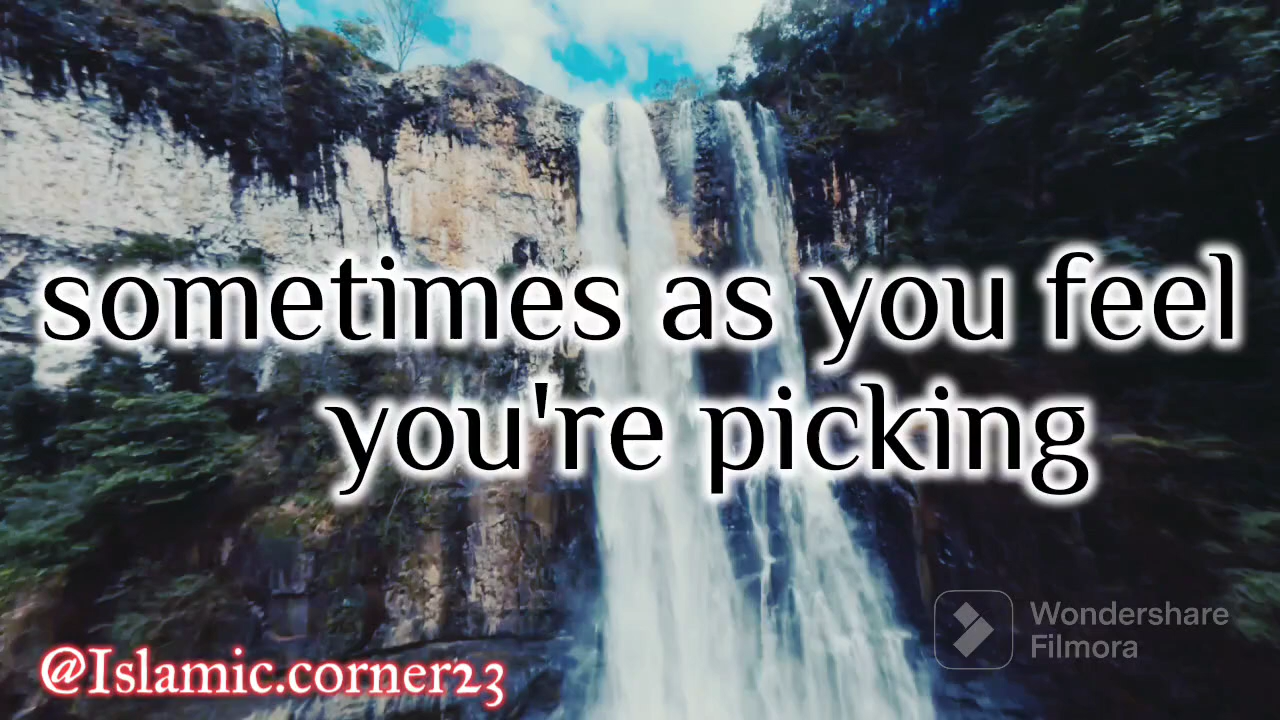 sometimes as you feel
you're picking
Wondershare
Filmora
@Islamic.corner23